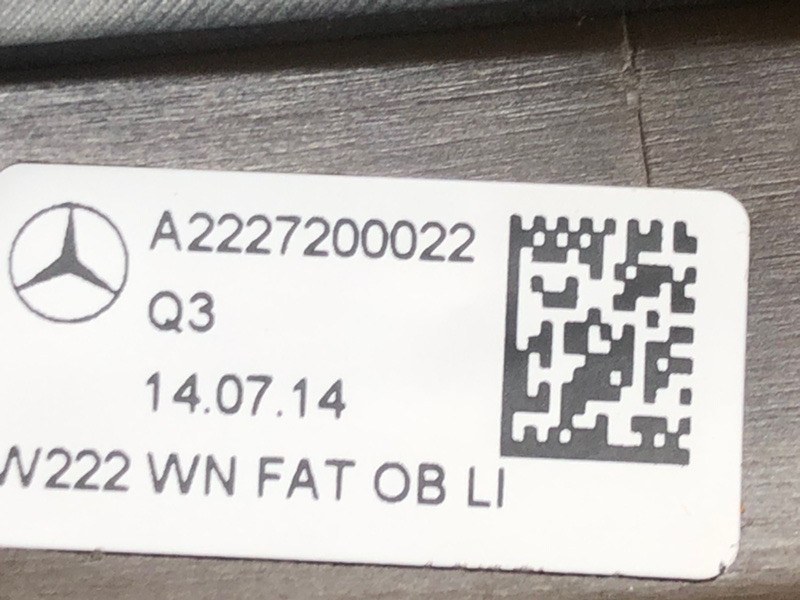 A2227200022
Q3
14.07.14
W222 WN FAT OB LI